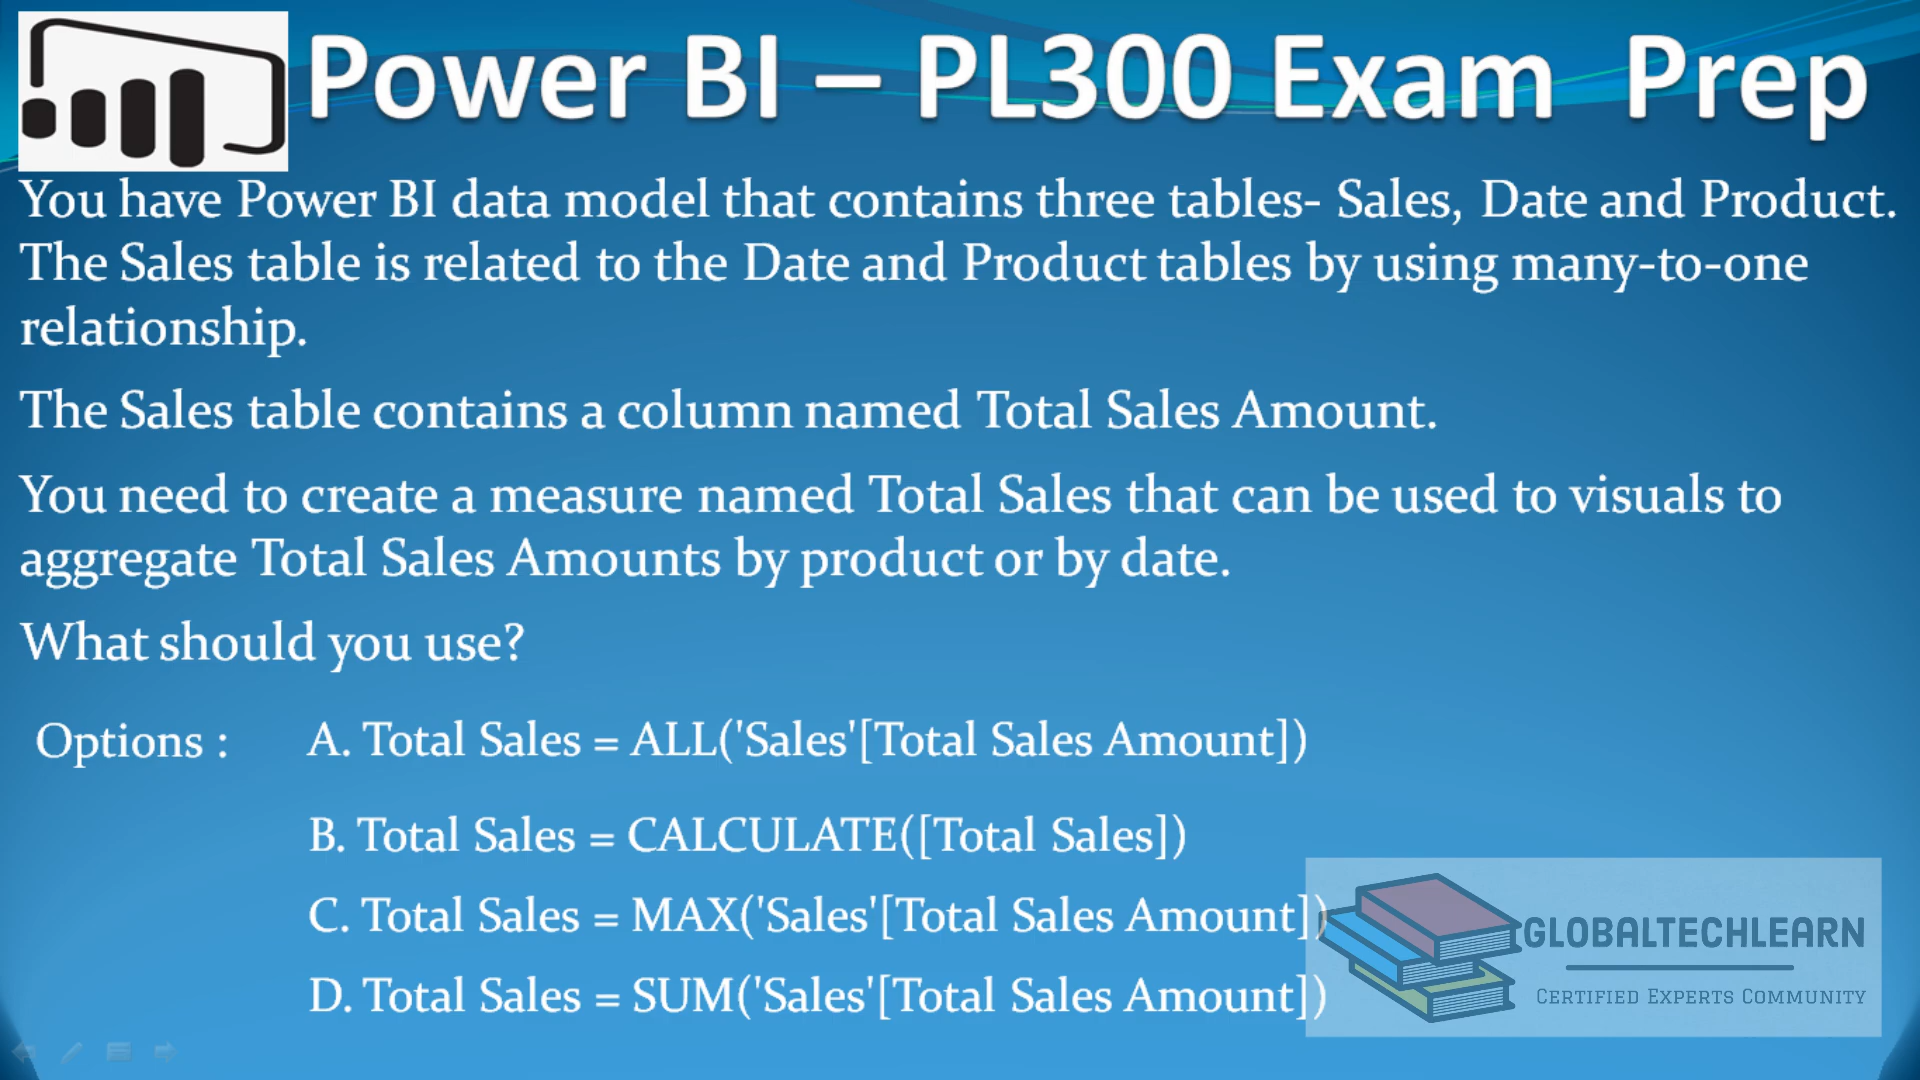 Power BI – PL300 Exam Prep
You have Power BI data model that contains three tables- Sales, Date and Product.
The Sales table is related to the Date and Product tables by using many-to-one
relationship.
The Sales table contains a column named Total Sales Amount.
You need to create a measure named Total Sales that can be used to visuals to
aggregate Total Sales Amounts by product or by date.
What should you use?
Options : A. Total Sales = ALL('Sales'[Total Sales Amount])
B. Total Sales = CALCULATE([Total Sales])
C. Total Sales = MAX('Sales'[Total Sales Amount])
D. Total Sales = SUM('Sales'[Total Sales Amount])
GLOBALTECHLEARN
CERTIFIED EXPERTS COMMUNITY